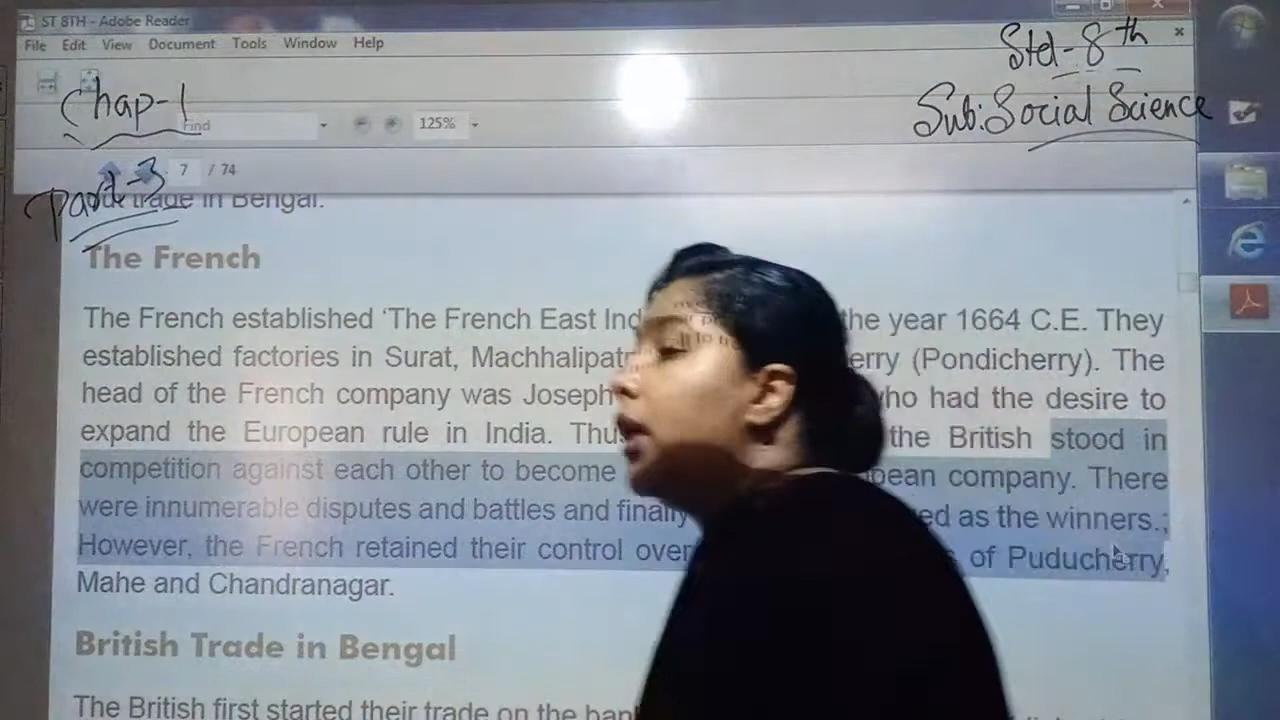 ST 8TH - Adobe Reader
File Edit View Document Tools Window Help
Std - 8th
Sub: Social Science
Chap-1
Find 125%
7 / 74
Part-3
trade in Bengal.
The French
The French established ‘The French East Ind the year 1664 C.E. They
established factories in Surat, Machhalipat erry (Pondicherry). The
head of the French company was Joseph who had the desire to
expand the European rule in India. Thus the British stood in
competition against each other to become pean company. There
were innumerable disputes and battles and finally ed as the winners.;
However, the French retained their control over of Puducherry,
Mahe and Chandranagar.
British Trade in Bengal
The British first started their trade on the ban